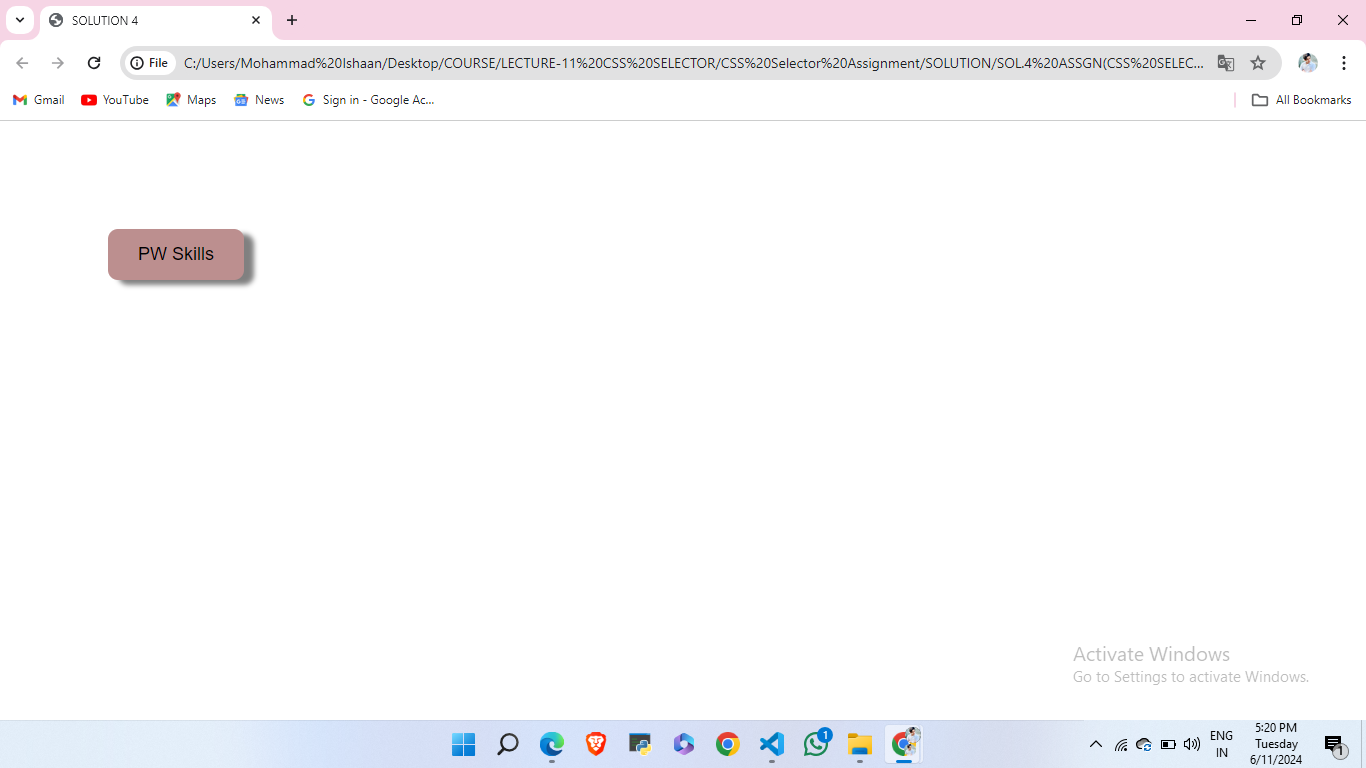 SOLUTION 4
File
C:/Users/Mohammad%20Ishaan/Desktop/COURSE/LECTURE-11%20CSS%20SELECTOR/CSS%20Selector%20Assignment/SOLUTION/SOL.4%20ASSGN(CSS%20SELEC...
Gmail YouTube Maps News Sign in - Google Ac... All Bookmarks
PW Skills
Activate Windows
Go to Settings to activate Windows.
1
ENG
IN
5:20 PM
Tuesday
6/11/2024
1